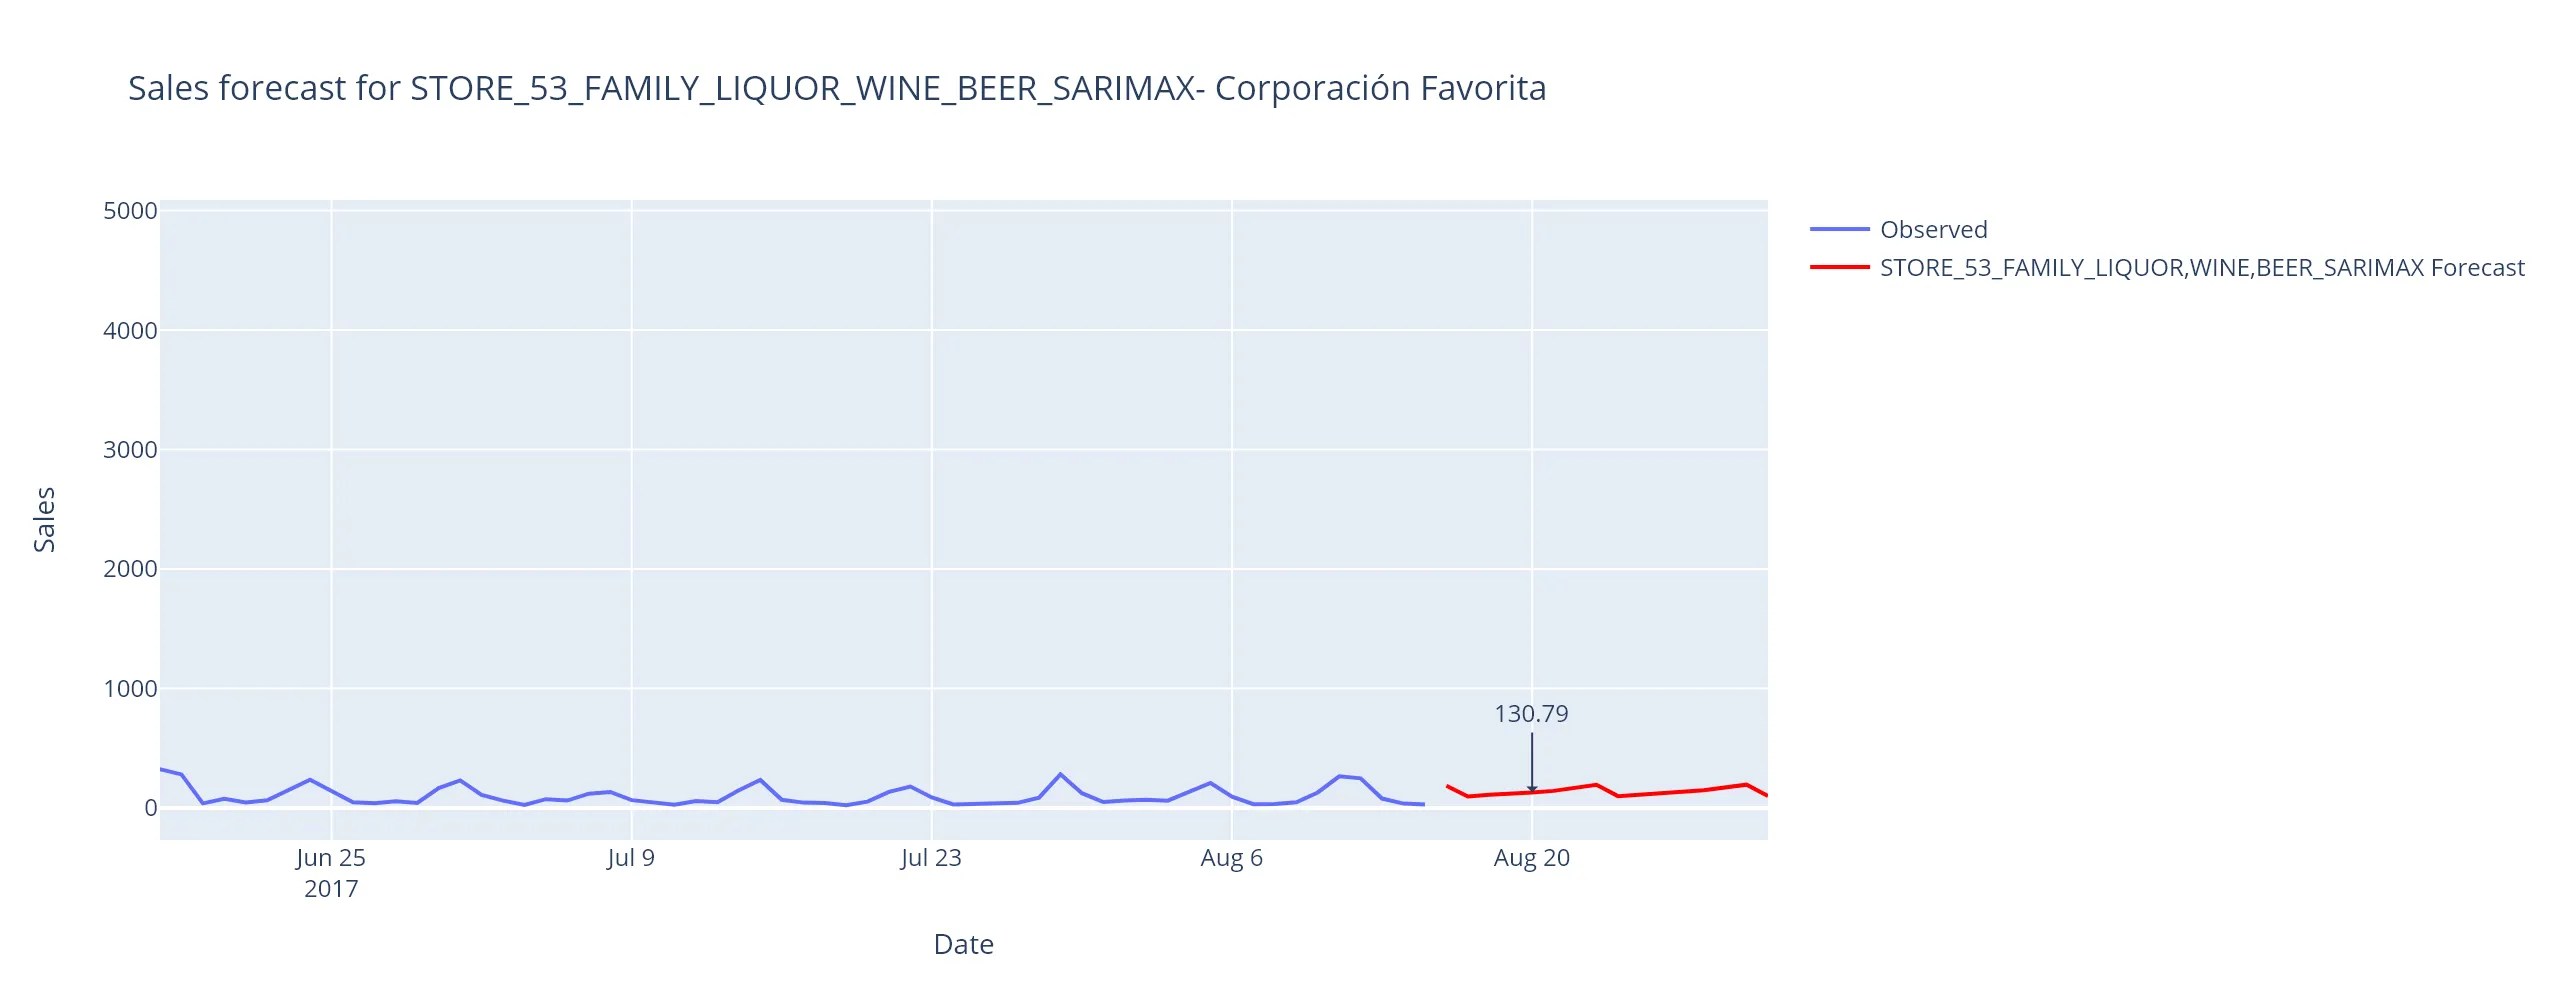 Sales forecast for STORE_53_FAMILY_LIQUOR_WINE_BEER_SARIMAX- Corporación Favorita
Observed
STORE_53_FAMILY_LIQUOR,WINE,BEER_SARIMAX Forecast
5000
4000
3000
2000
1000
0
Sales
130.79
Jun 25
2017
Jul 9
Jul 23
Aug 6
Aug 20
Date